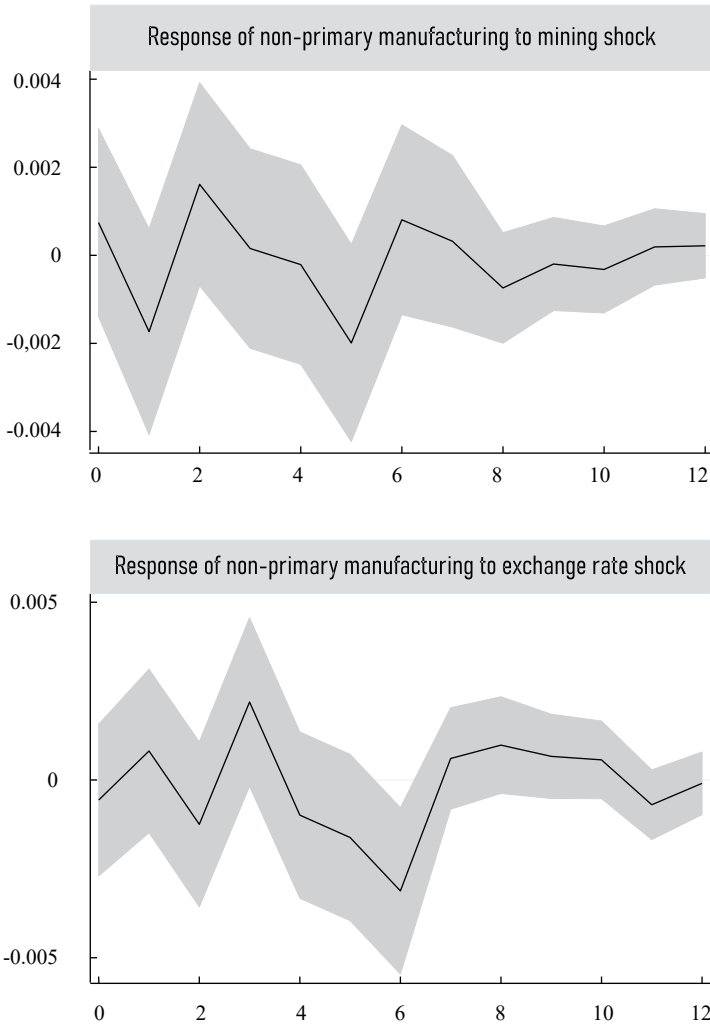 Response of non-primary manufacturing to mining shock
0.004
0.002
0
-0,002
-0.004
0 2 4 6 8 10 12
Response of non-primary manufacturing to exchange rate shock
0.005
0
-0.005
0 2 4 6 8 10 12